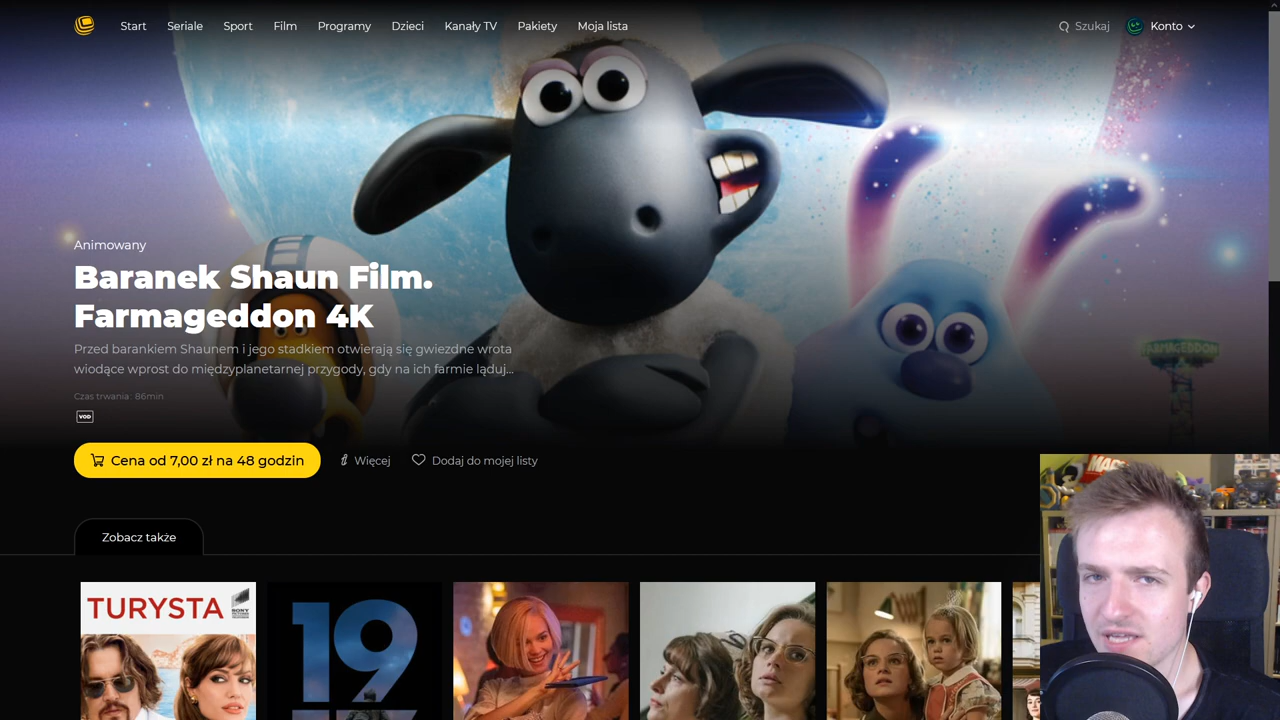 Start Seriale Sport Film Programy Dzieci Kanały TV Pakiety Moja lista Szukaj Konto
Animowany
Baranek Shaun Film.
Farmageddon 4K
Przed barankiem Shaunem i jego stadkiem otwierają się gwiezdne wrota
wiodące wprost do międzyplanetarnej przygody, gdy na ich farmie ląduj...
Czas trwania: 86min
VOD
Cena od 7,00 zł na 48 godzin Więcej Dodaj do mojej listy
FARMAGEDDON
Zobacz także
TURYSTA
SONY
19